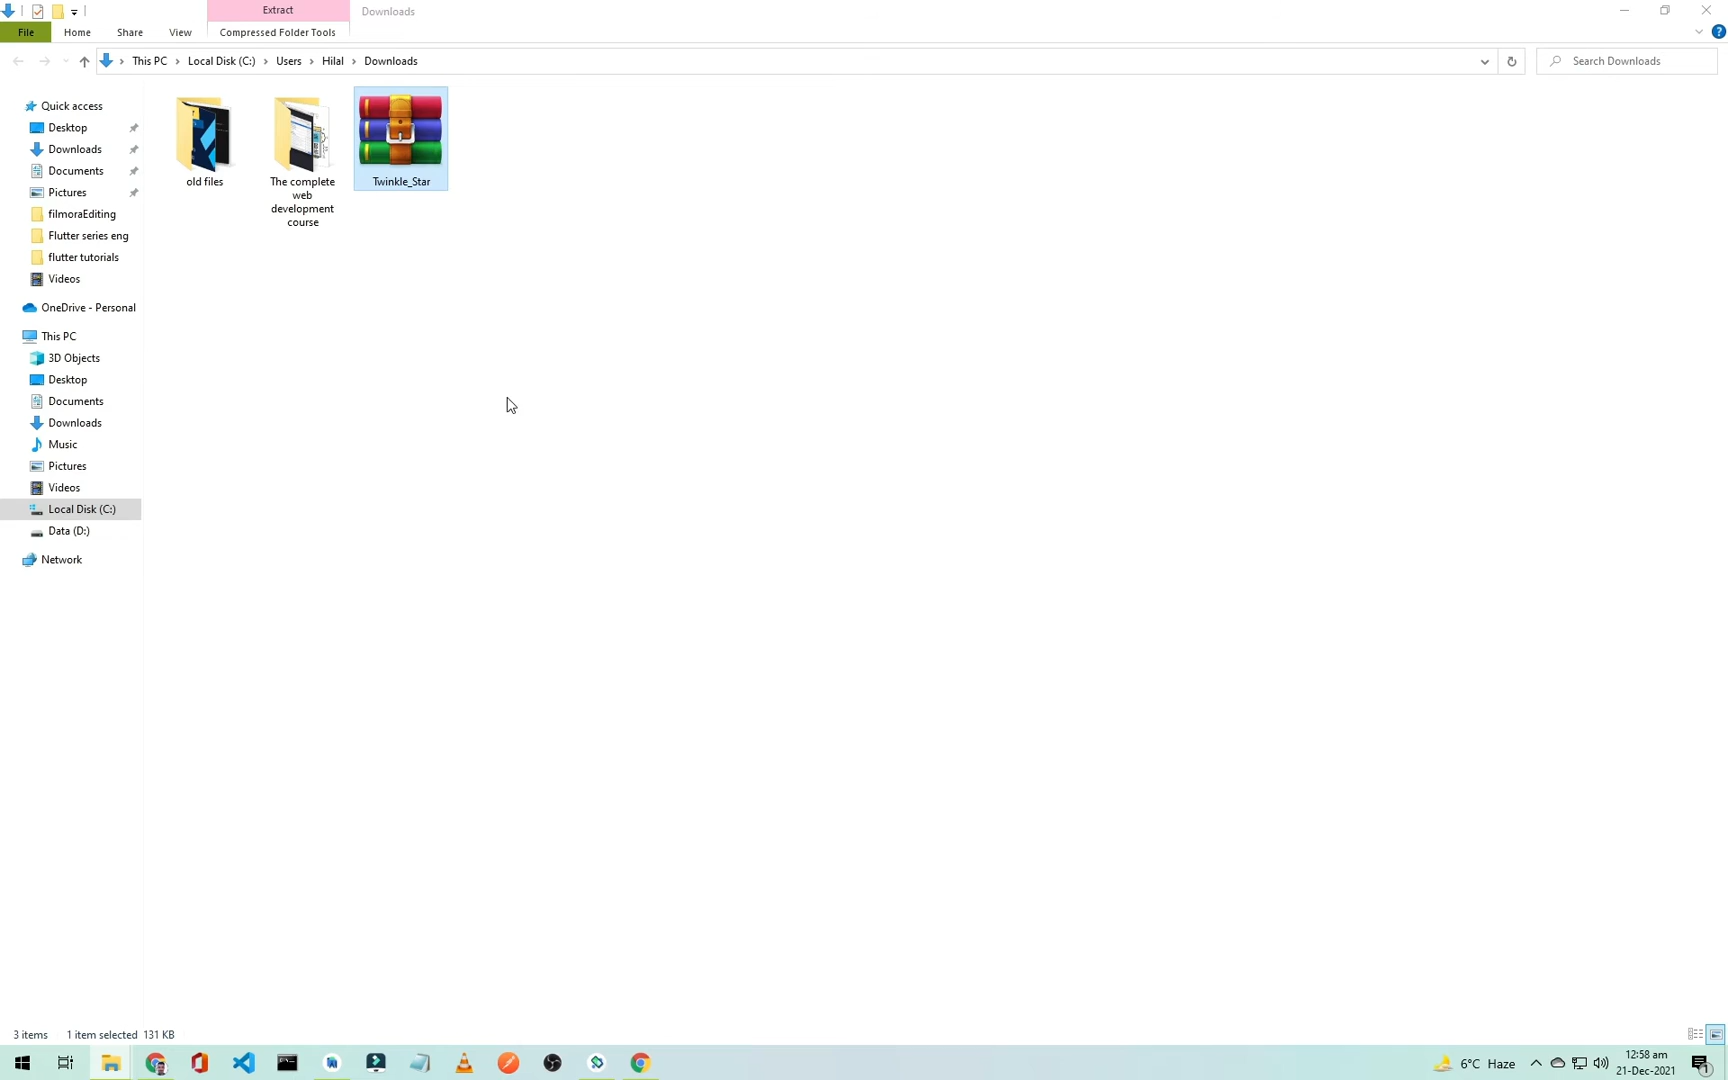 Extract
Downloads
File
Home
Share
View
Compressed Folder Tools
This PC
Local Disk (C:)
Users
Hilal
Downloads
Search Downloads
Quick access
Desktop
Downloads
Documents
Pictures
filmoraEditing
Flutter series eng
flutter tutorials
Videos
OneDrive - Personal
This PC
3D Objects
Desktop
Documents
Downloads
Music
Pictures
Videos
Local Disk (C:)
Data (D:)
Network
old files
The complete
web
development
course
Twinkle_Star
3 items
1 item selected 131 KB
6°C Haze
12:58 am
21-Dec-2021
1